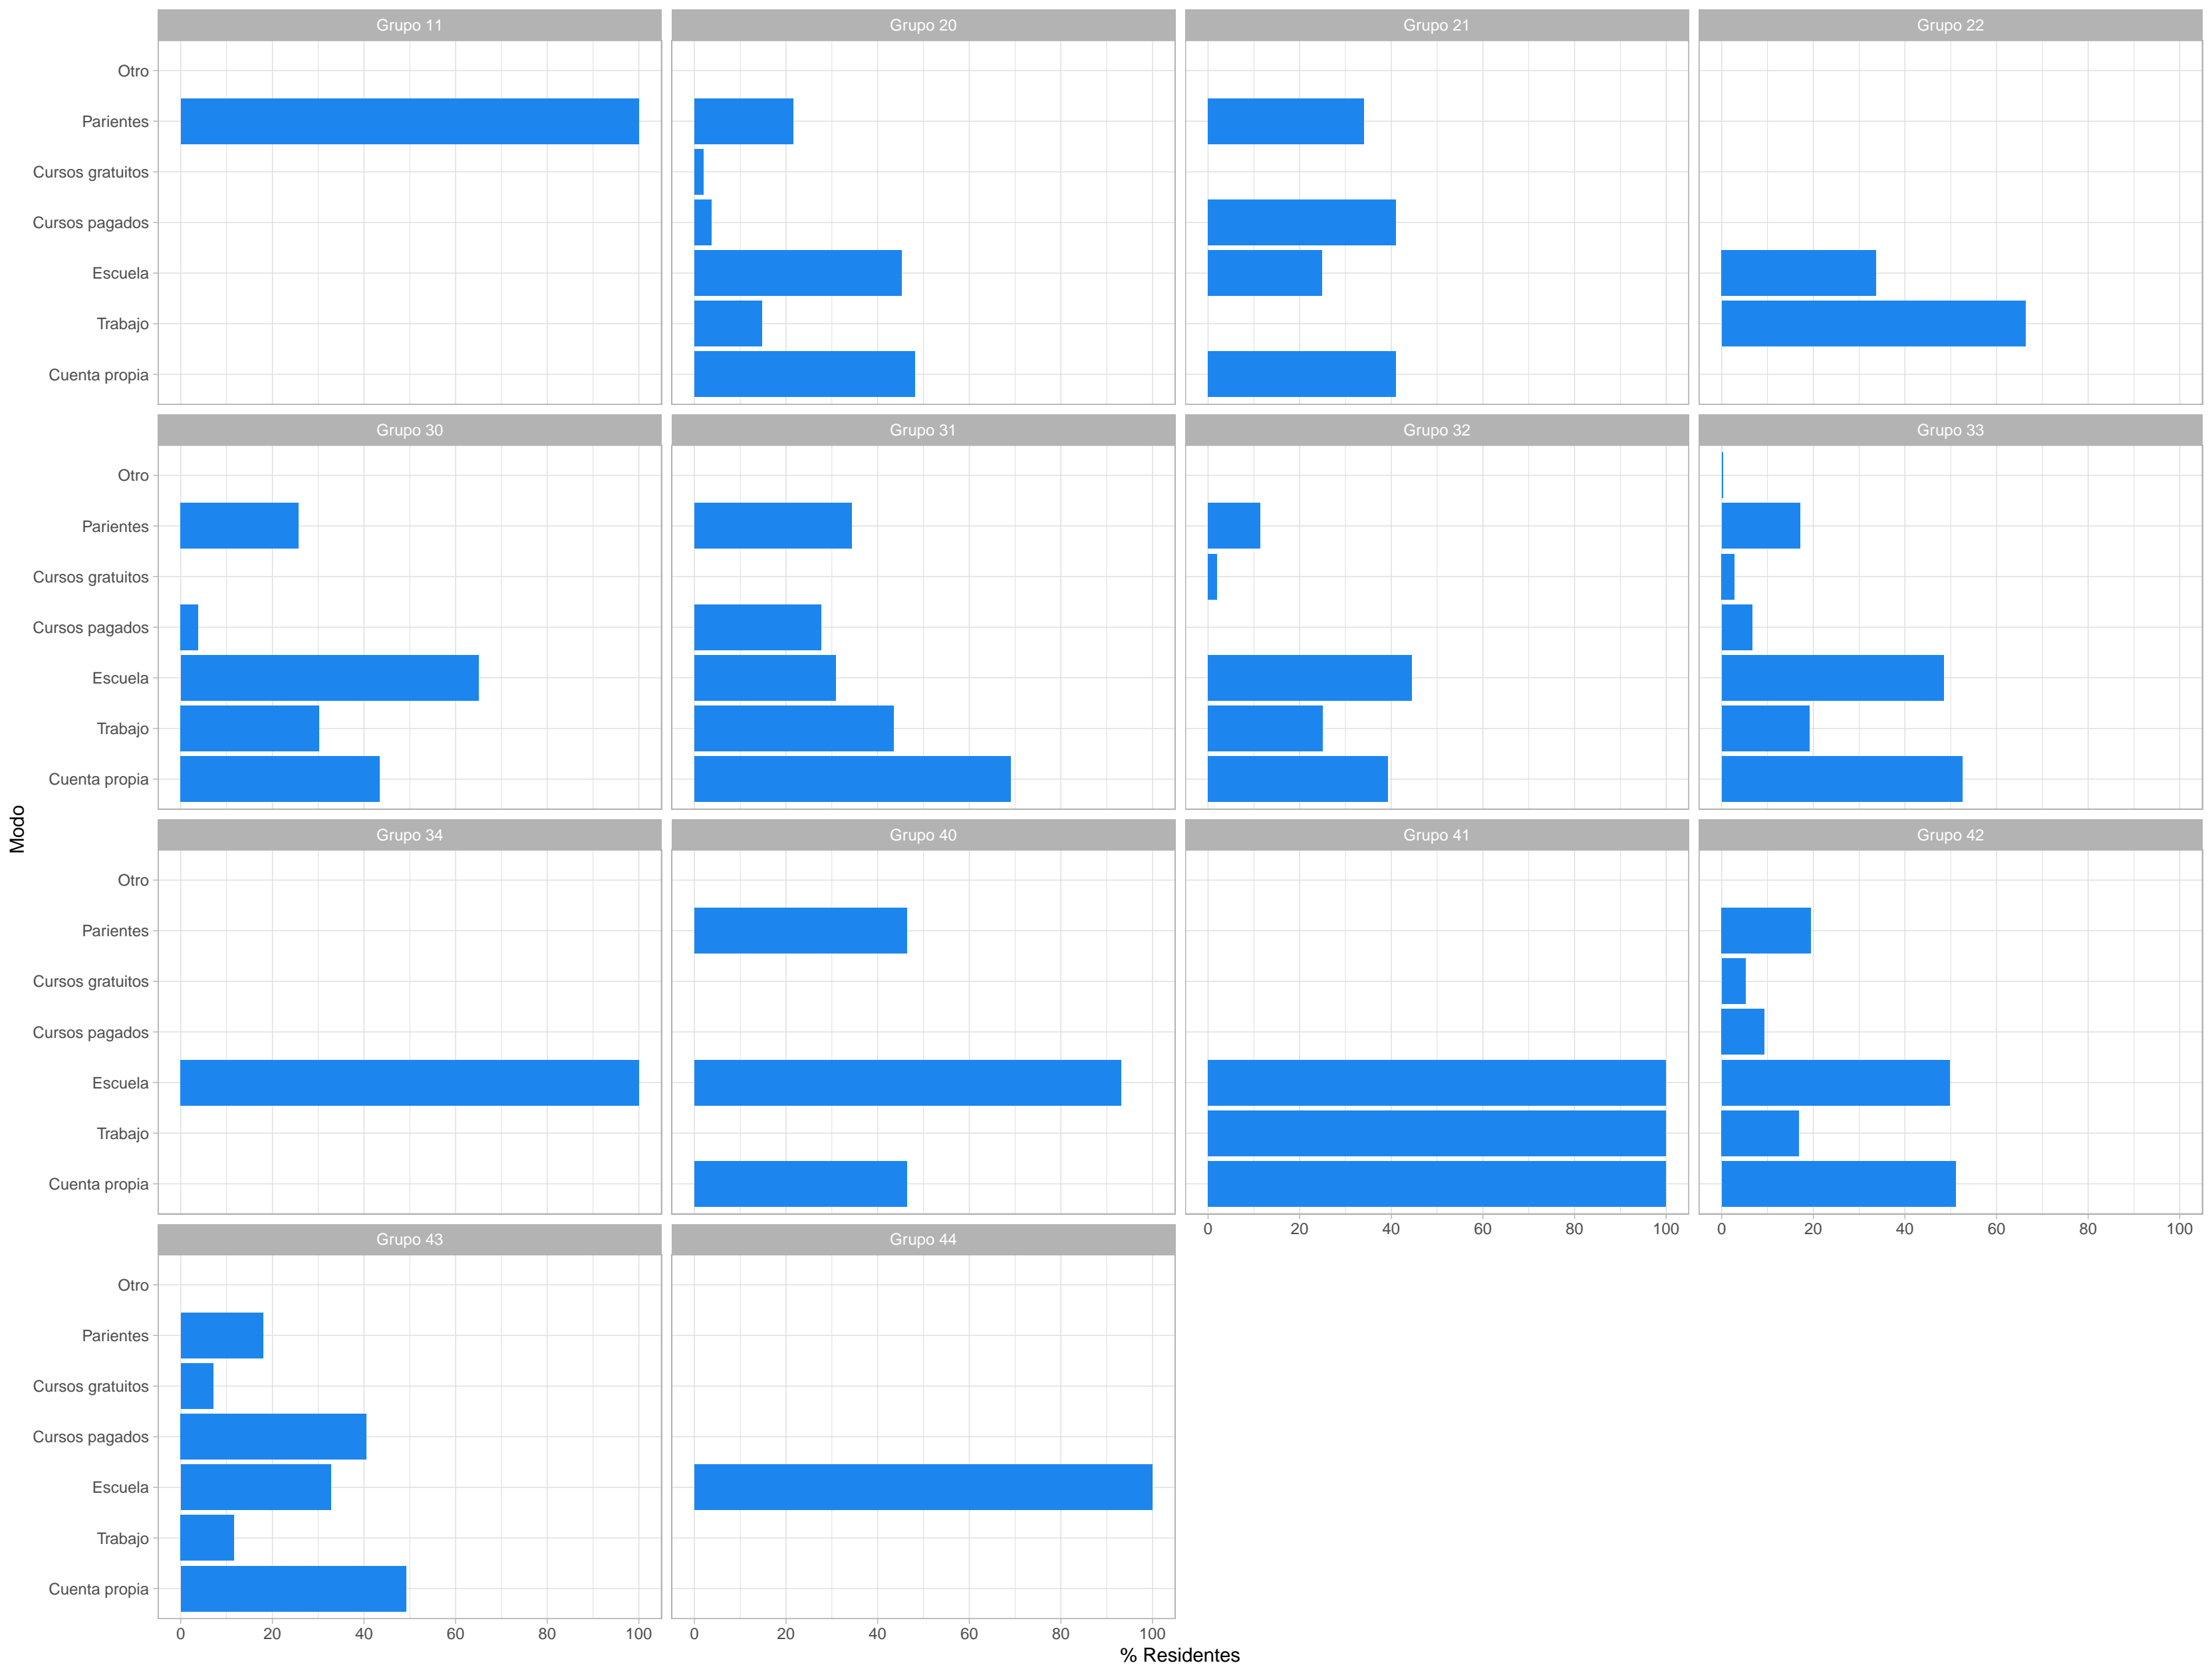 Grupo 11
Grupo 20
Grupo 21
Grupo 22
Otro
Parientes
Cursos gratuitos
Cursos pagados
Escuela
Trabajo
Cuenta propia
Grupo 30
Grupo 31
Grupo 32
Grupo 33
Otro
Parientes
Cursos gratuitos
Cursos pagados
Escuela
Trabajo
Cuenta propia
Modo
Grupo 34
Grupo 40
Grupo 41
Grupo 42
Otro
Parientes
Cursos gratuitos
Cursos pagados
Escuela
Trabajo
Cuenta propia
0 20 40 60 80 100
0 20 40 60 80 100
Grupo 43
Grupo 44
Otro
Parientes
Cursos gratuitos
Cursos pagados
Escuela
Trabajo
Cuenta propia
0 20 40 60 80 100
0 20 40 60 80 100
% Residentes